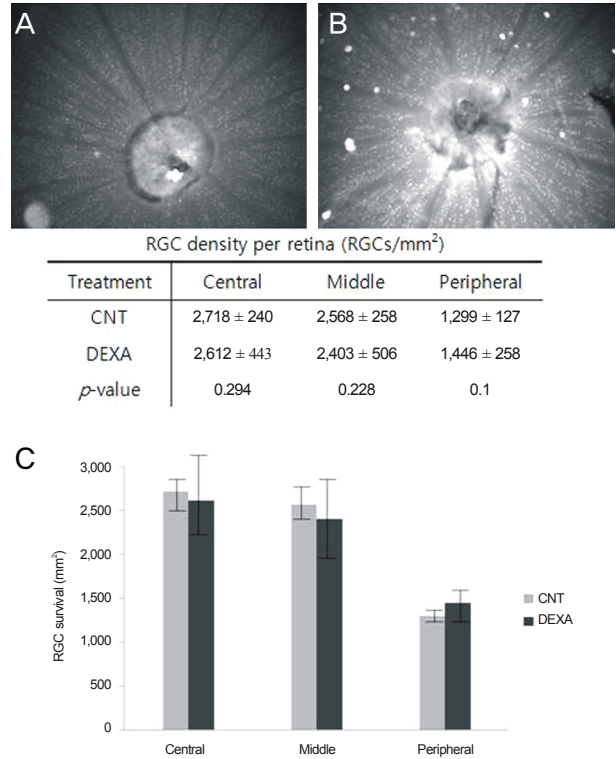 A
B
RGC density per retina (RGCs/mm²)
Treatment Central Middle Peripheral
CNT 2,718 ± 240 2,568 ± 258 1,299 ± 127
DEXA 2,612 ± 443 2,403 ± 506 1,446 ± 258
p-value 0.294 0.228 0.1
C
RGC survival (mm²)
3,000
2,500
2,000
1,500
1,000
500
0
Central Middle Peripheral
CNT
DEXA